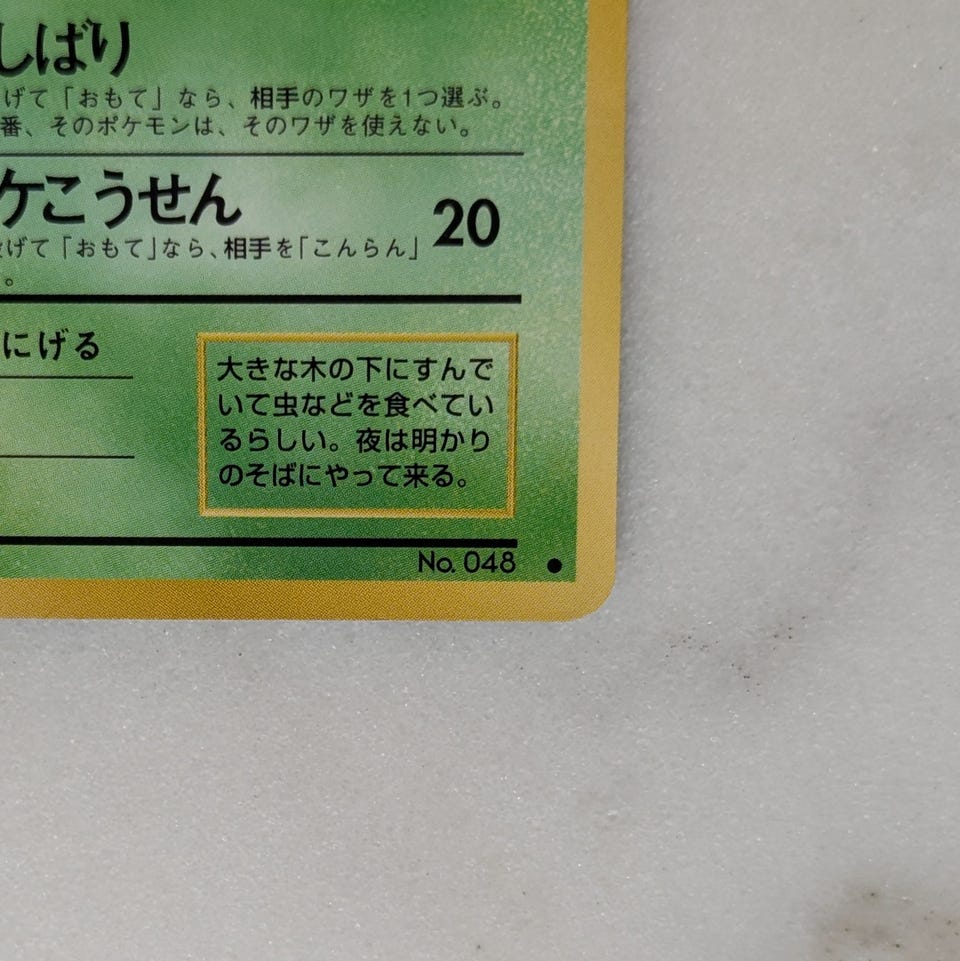 しばり
げて「おもて」なら、相手のワザを1つ選ぶ。
番、そのポケモンは、そのワザを使えない。
ケこうせん
20
げて「おもて」なら、相手を「こんらん」
。
にげる
大きな木の下にすんで
いて虫などを食べてい
るらしい。夜は明かり
のそばにやって来る。
No. 048 ●